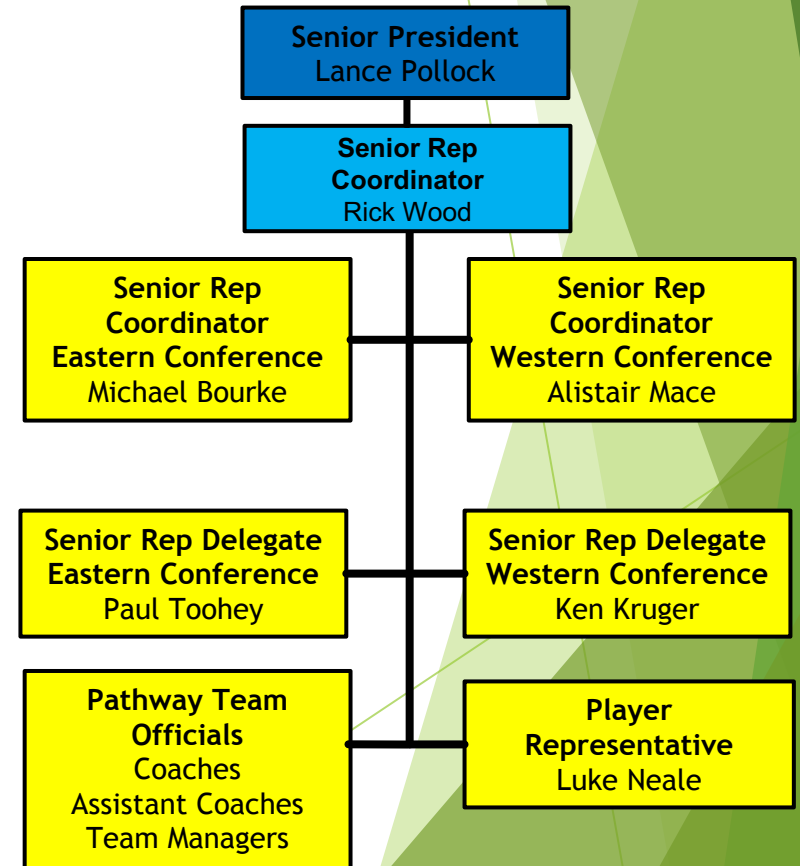 Senior President
Lance Pollock
Senior Rep
Coordinator
Rick Wood
Senior Rep
Coordinator
Eastern Conference
Michael Bourke
Senior Rep
Coordinator
Western Conference
Alistair Mace
Senior Rep Delegate
Eastern Conference
Paul Toohey
Senior Rep Delegate
Western Conference
Ken Kruger
Pathway Team
Officials
Coaches
Assistant Coaches
Team Managers
Player
Representative
Luke Neale